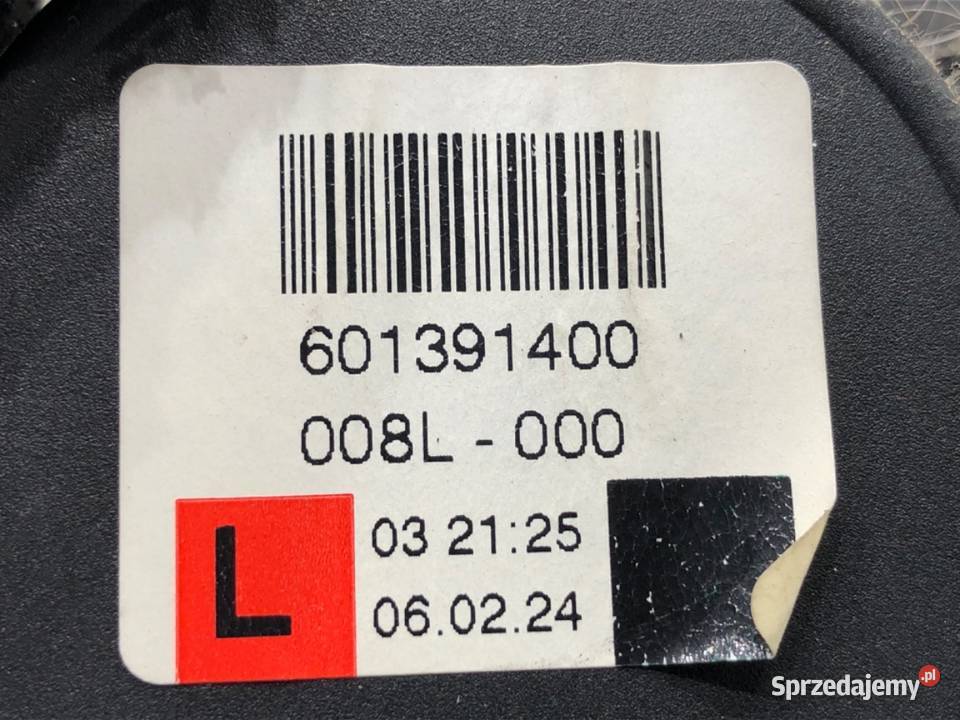 601391400
008L - 000
L
03 21:25
06.02.24
Sprzedajemy.pl